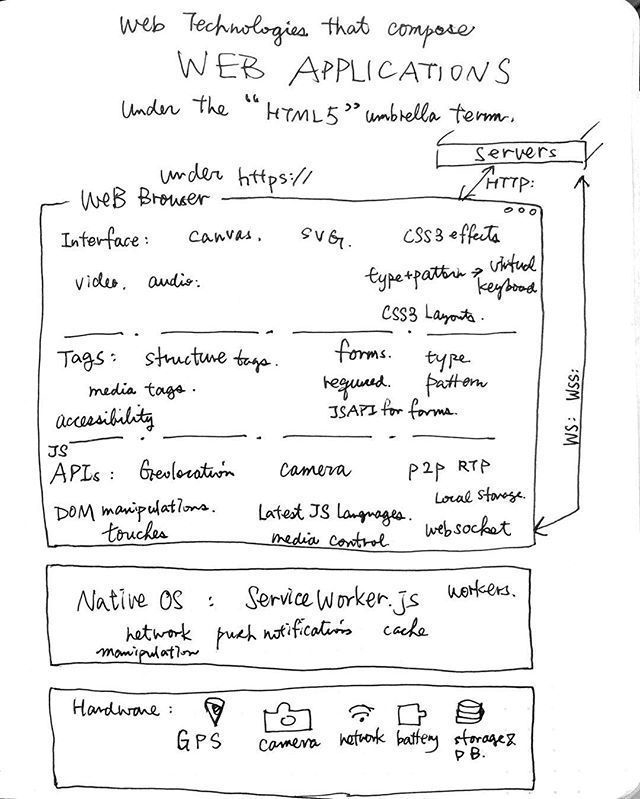 Web Technologies that compose
WEB APPLICATIONS
Under the "HTML5" umbrella term.
Servers
under https://
HTTP:
Web Browser
Interface: canvas. SVG. CSS3 effects
video. audio. type+pattern → virtual keyboard
CSS3 Layouts.
Tags: structure tags. forms. type
media tags. required. pattern
accessibility JSAPI for forms.
WS: WSS:
JS
APIs: Geolocation camera P2P RTP
Local Storage.
DOM manipulations. Latest JS Languages.
touches media control websocket
Native OS: ServiceWorker.js workers.
network push notifications cache
manipulation
Hardware:
GPS camera network battery storage &
DB.